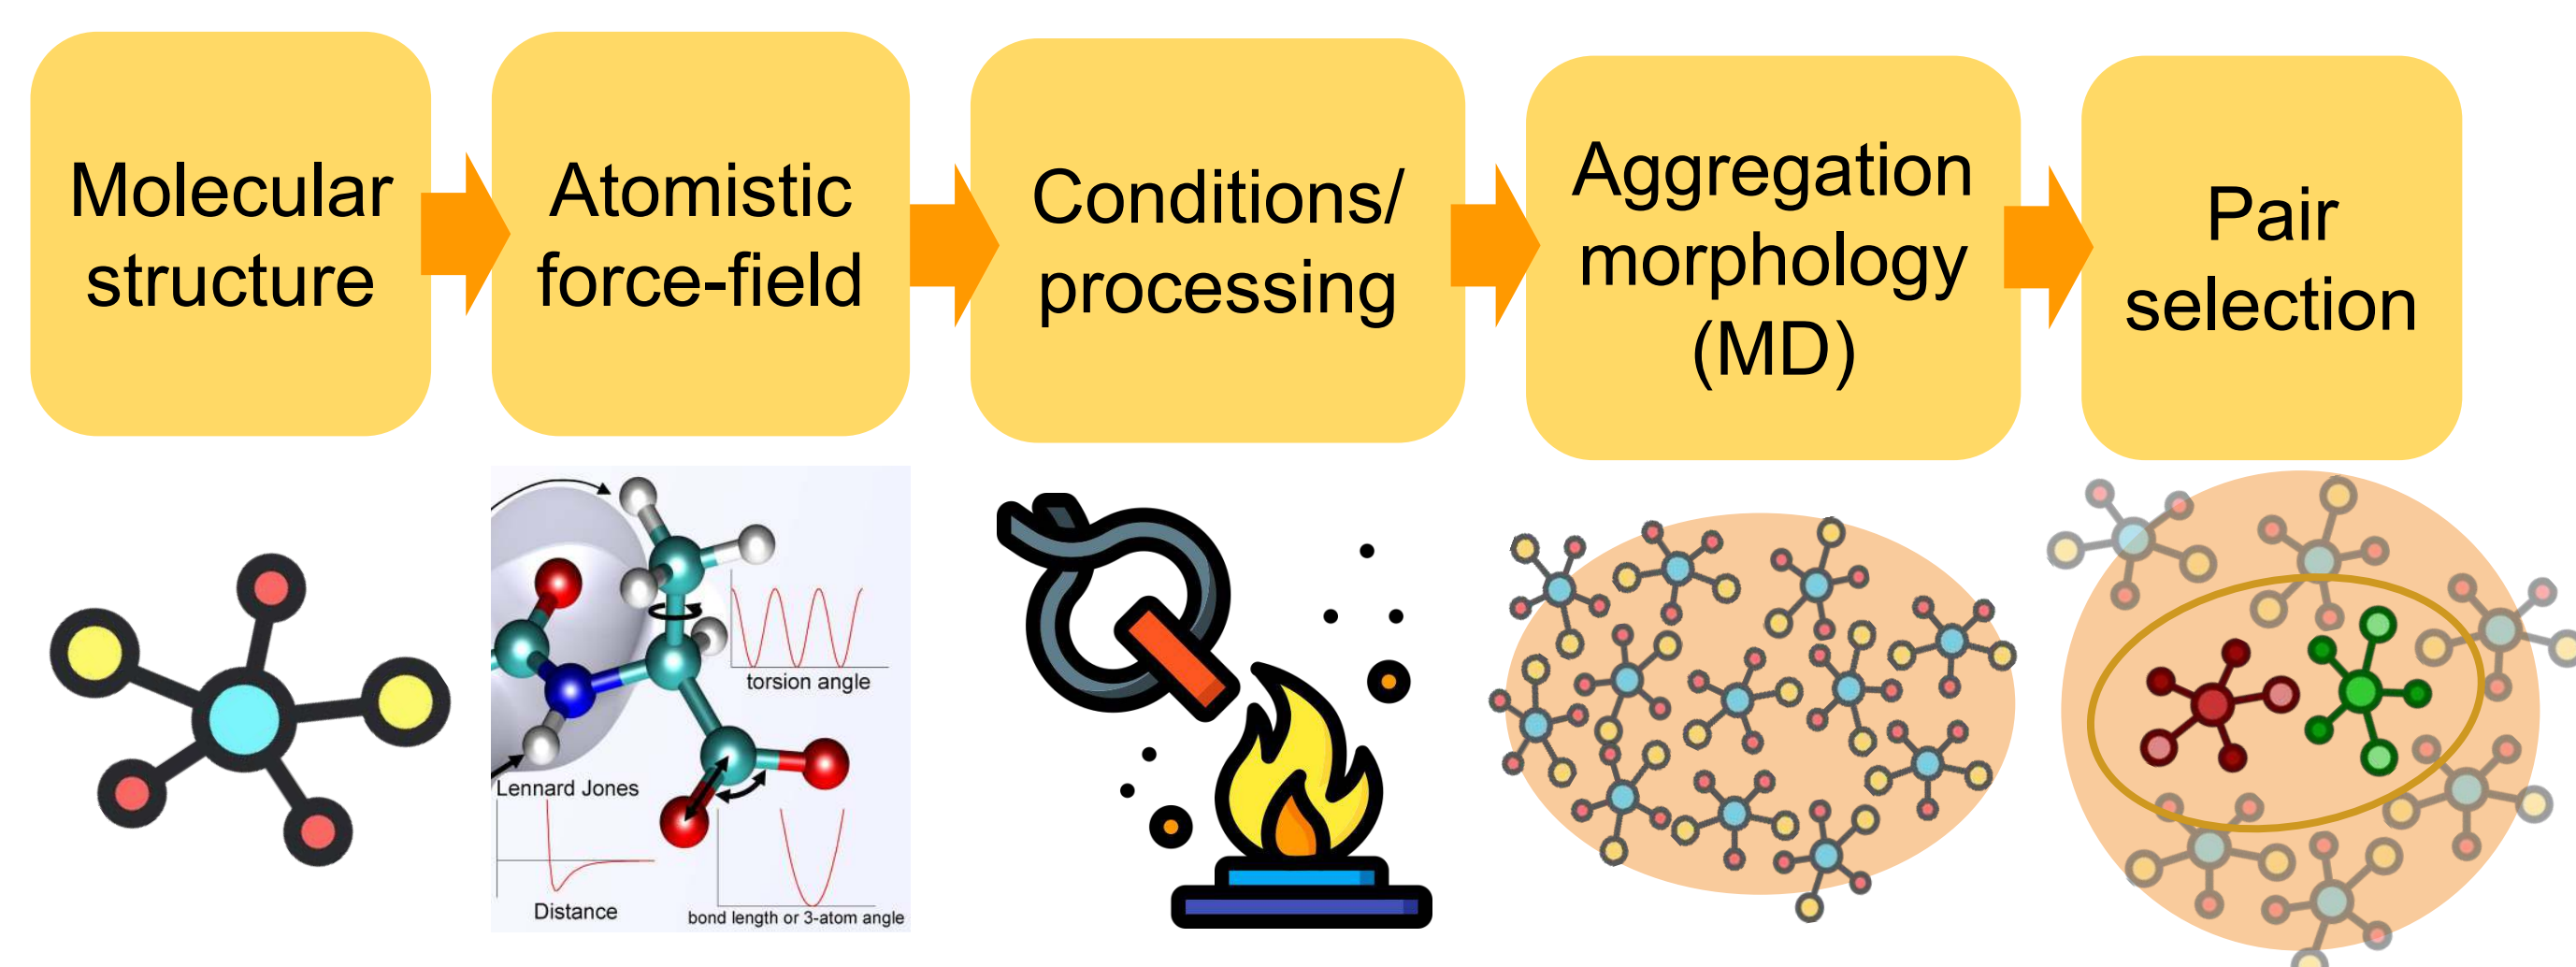 Molecular
structure
Atomistic
force-field
Conditions/
processing
Aggregation
morphology
(MD)
Pair
selection
torsion angle
Lennard Jones
Distance
bond length or 3-atom angle